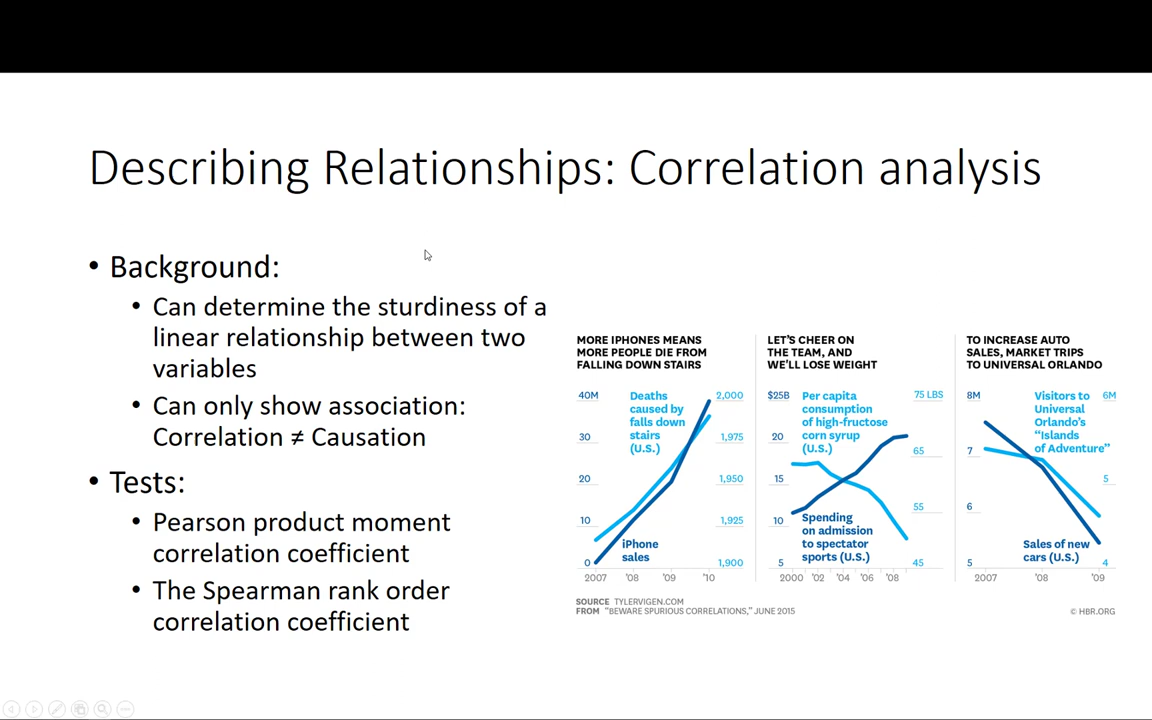 Describing Relationships: Correlation analysis
• Background:
• Can determine the sturdiness of a
linear relationship between two
variables
• Can only show association:
Correlation ≠ Causation
• Tests:
• Pearson product moment
correlation coefficient
• The Spearman rank order
correlation coefficient
MORE IPHONES MEANS
MORE PEOPLE DIE FROM
FALLING DOWN STAIRS
40M
30
20
10
0
Deaths
caused by
falls down
stairs
(U.S.)
iPhone
sales
2,000
1,975
1,950
1,925
1,900
2007 '08 '09 '10
LET'S CHEER ON
THE TEAM, AND
WE'LL LOSE WEIGHT
$25B
20
15
10
5
Per capita
consumption
of high-fructose
corn syrup
(U.S.)
Spending
on admission
to spectator
sports (U.S.)
75 LBS
65
55
45
2000 '02 '04 '06 '08
TO INCREASE AUTO
SALES, MARKET TRIPS
TO UNIVERSAL ORLANDO
8M
7
6
5
Visitors to
Universal
Orlando's
“Islands
of Adventure”
Sales of new
cars (U.S.)
6M
5
4
2007 '08 '09
SOURCE TYLERVIGEN.COM
FROM “BEWARE SPURIOUS CORRELATIONS,” JUNE 2015
© HBR.ORG